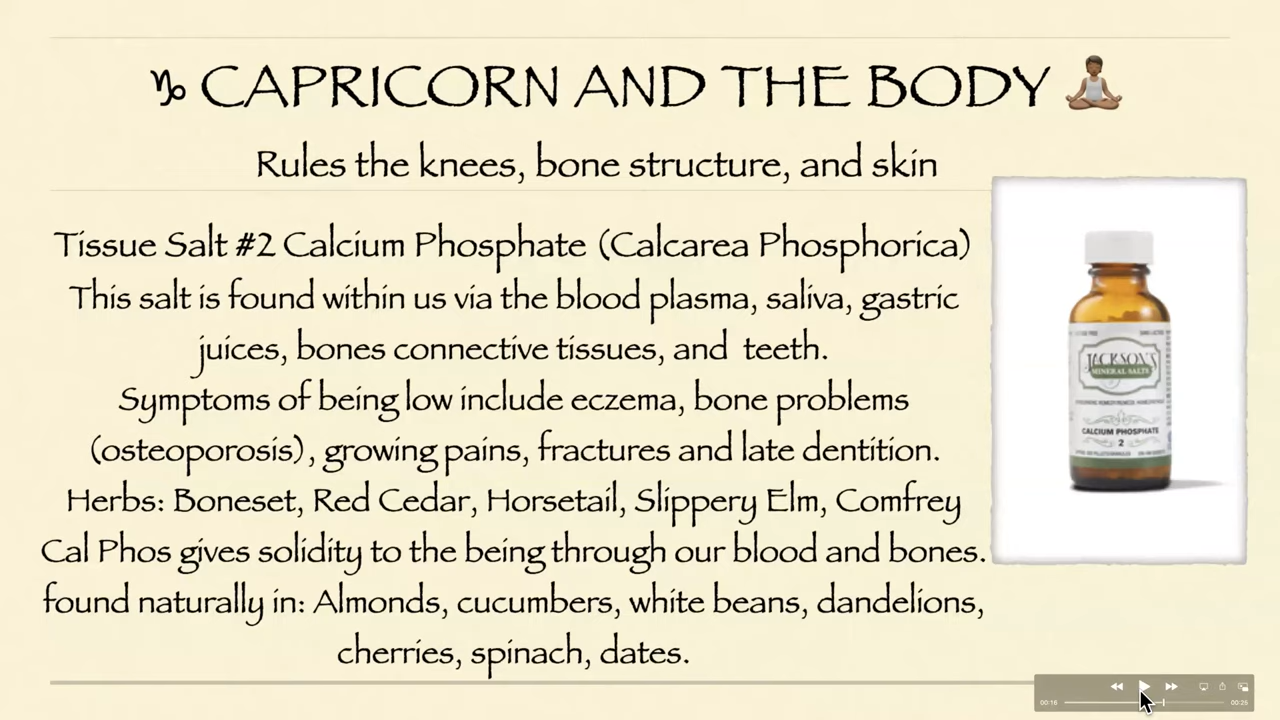 ♑ CAPRICORN AND THE BODY 🧘🏾
Rules the knees, bone structure, and skin
Tissue Salt #2 Calcium Phosphate (Calcarea Phosphorica)
This salt is found within us via the blood plasma, saliva, gastric
juices, bones connective tissues, and teeth.
Symptoms of being low include eczema, bone problems
(osteoporosis), growing pains, fractures and late dentition.
Herbs: Boneset, Red Cedar, Horsetail, Slippery Elm, Comfrey
Cal Phos gives solidity to the being through our blood and bones.
found naturally in: Almonds, cucumbers, white beans, dandelions,
cherries, spinach, dates.
JACKSON'S
MINERAL SALTS
CALCIUM PHOSPHATE
2
00:16
00:25